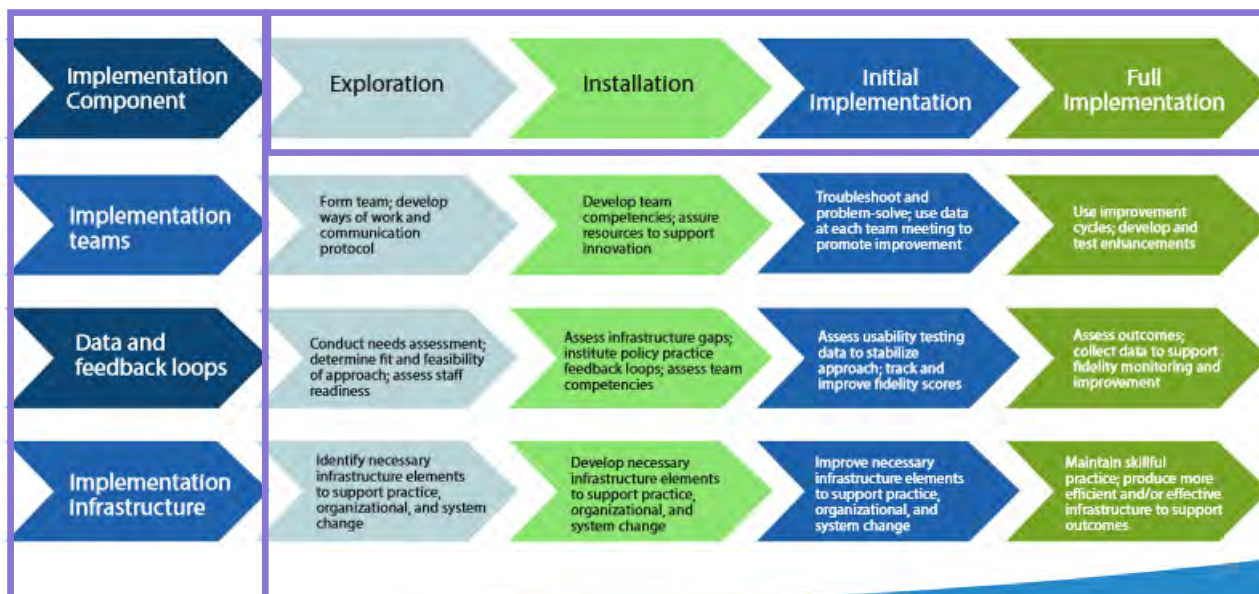 Implementation
Component
Exploration
Installation
Initial
Implementation
Full
Implementation
Implementation
teams
Form team; develop
ways of work and
communication
protocol
Develop team
competencies; assure
resources to support
innovation
Troubleshoot and
problem-solve; use data
at each team meeting to
promote improvement
Use improvement
cycles; develop and
test enhancements
Data and
feedback loops
Conduct needs assessment;
determine fit and feasibility
of approach; assess staff
readiness
Assess infrastructure gaps;
institute policy practice
feedback loops; assess team
competencies
Assess usability testing
data to stabilize
approach; track and
improve fidelity scores
Assess outcomes;
collect data to support
fidelity monitoring and
improvement
Implementation
Infrastructure
Identify necessary
infrastructure elements
to support practice,
organizational, and system
change
Develop necessary
infrastructure elements
to support practice,
organizational, and
system change
Improve necessary
infrastructure elements
to support practice,
organizational, and
system change
Maintain skillful
practice; produce more
efficient and/or effective
infrastructure to support
outcomes